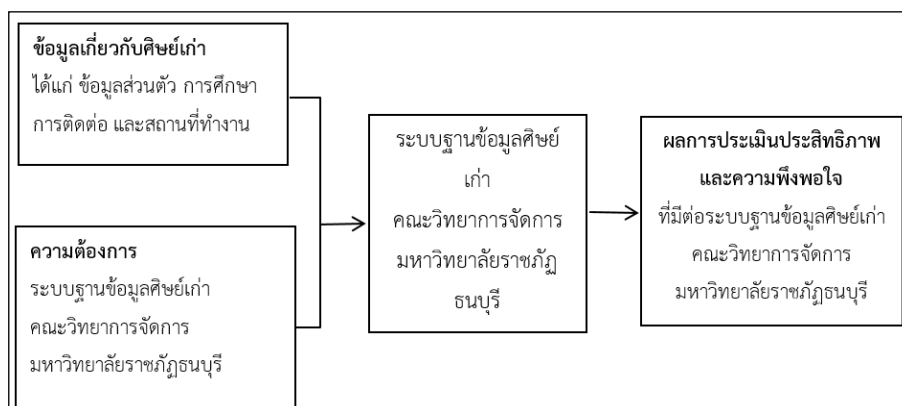 ข้อมูลเกี่ยวกับศิษย์เก่า
ได้แก่ ข้อมูลส่วนตัว การศึกษา
การติดต่อ และสถานที่ทำงาน
ความต้องการ
ระบบฐานข้อมูลศิษย์เก่า
คณะวิทยาการจัดการ
มหาวิทยาลัยราชภัฏธนบุรี
ระบบฐานข้อมูลศิษย์
เก่า
คณะวิทยาการจัดการ
มหาวิทยาลัยราชภัฏ
ธนบุรี
ผลการประเมินประสิทธิภาพ
และความพึงพอใจ
ที่มีต่อระบบฐานข้อมูลศิษย์เก่า
คณะวิทยาการจัดการ
มหาวิทยาลัยราชภัฏธนบุรี